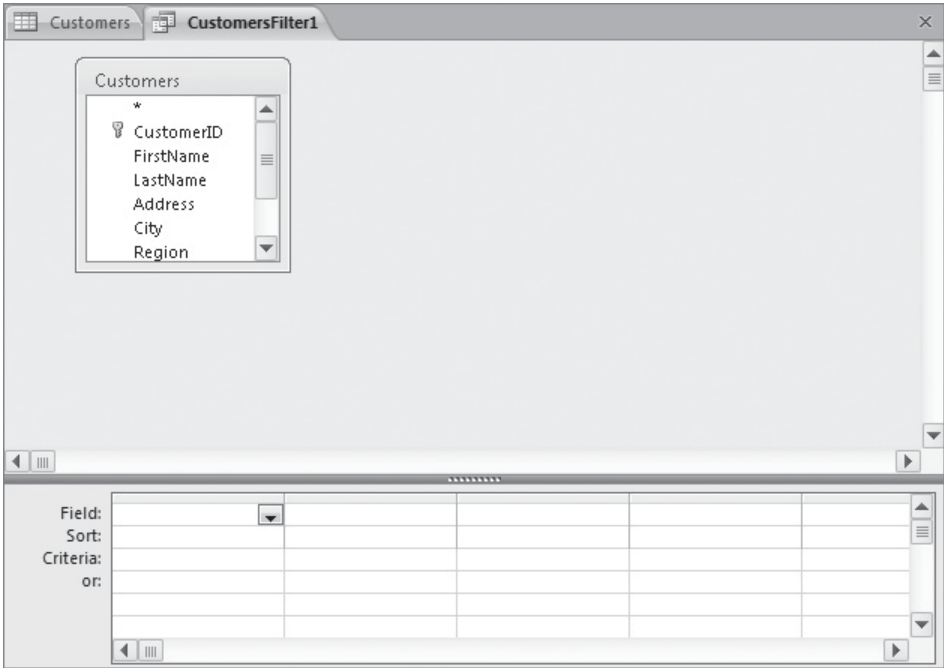 Customers CustomersFilter1
Customers
*
CustomerID
FirstName
LastName
Address
City
Region
Field:
Sort:
Criteria:
or: